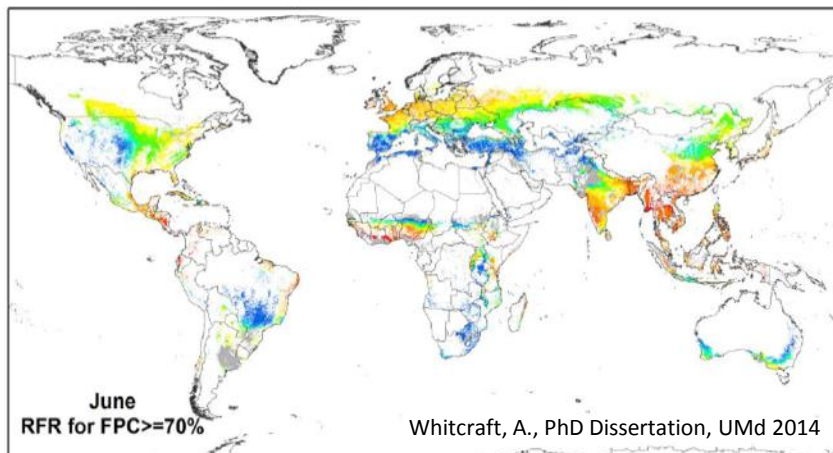 June
RFR for FPC>=70%
Whitcraft, A., PhD Dissertation, UMd 2014